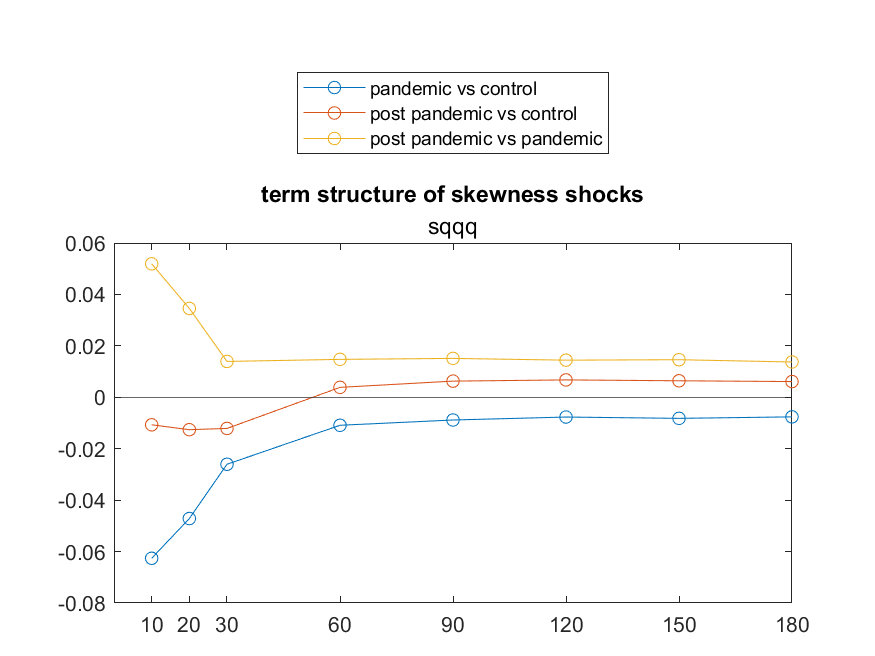 pandemic vs control
post pandemic vs control
post pandemic vs pandemic
term structure of skewness shocks
sqqq
0.06
0.04
0.02
0
-0.02
-0.04
-0.06
-0.08
10 20 30 60 90 120 150 180